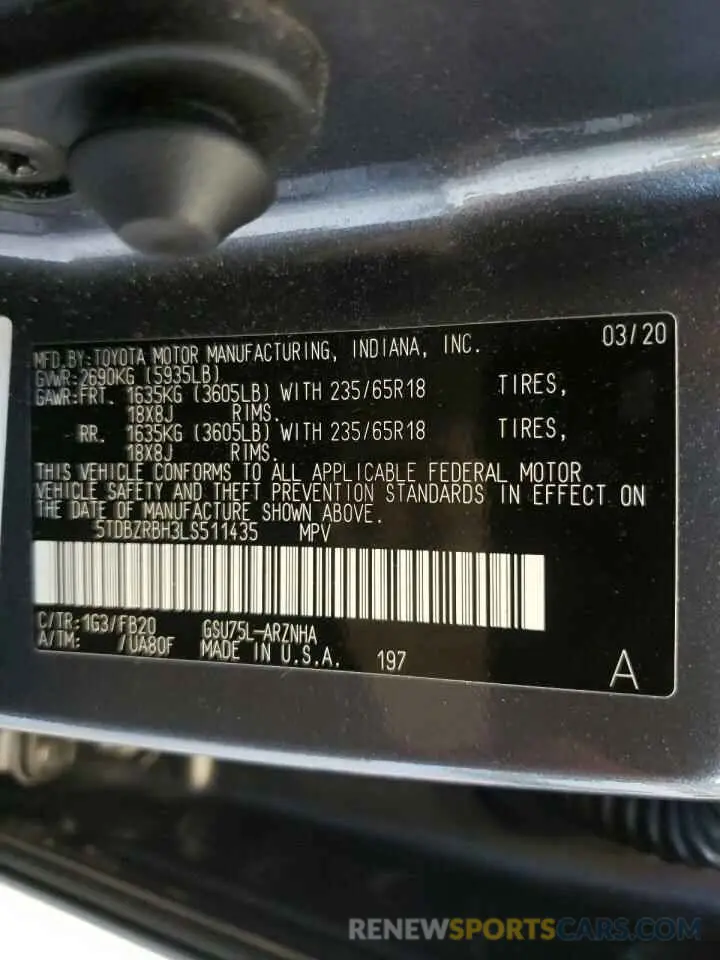 MFD.BY:TOYOTA MOTOR MANUFACTURING, INDIANA, INC. 03/20
GVWR:2690KG (5935LB)
GAWR:FRT. 1635KG (3605LB) WITH 235/65R18 TIRES,
18X8J RIMS.
RR. 1635KG (3605LB) WITH 235/65R18 TIRES,
18X8J RIMS.
THIS VEHICLE CONFORMS TO ALL APPLICABLE FEDERAL MOTOR
VEHICLE SAFETY AND THEFT PREVENTION STANDARDS IN EFFECT ON
THE DATE OF MANUFACTURE SHOWN ABOVE.
5TDBZRBH3LS511435 MPV
C/TR:1G3/FB20 GSU75L-ARZNHA
A/TM: /UA80F MADE IN U.S.A. 197 A
RENEWSPORTSCARS.COM